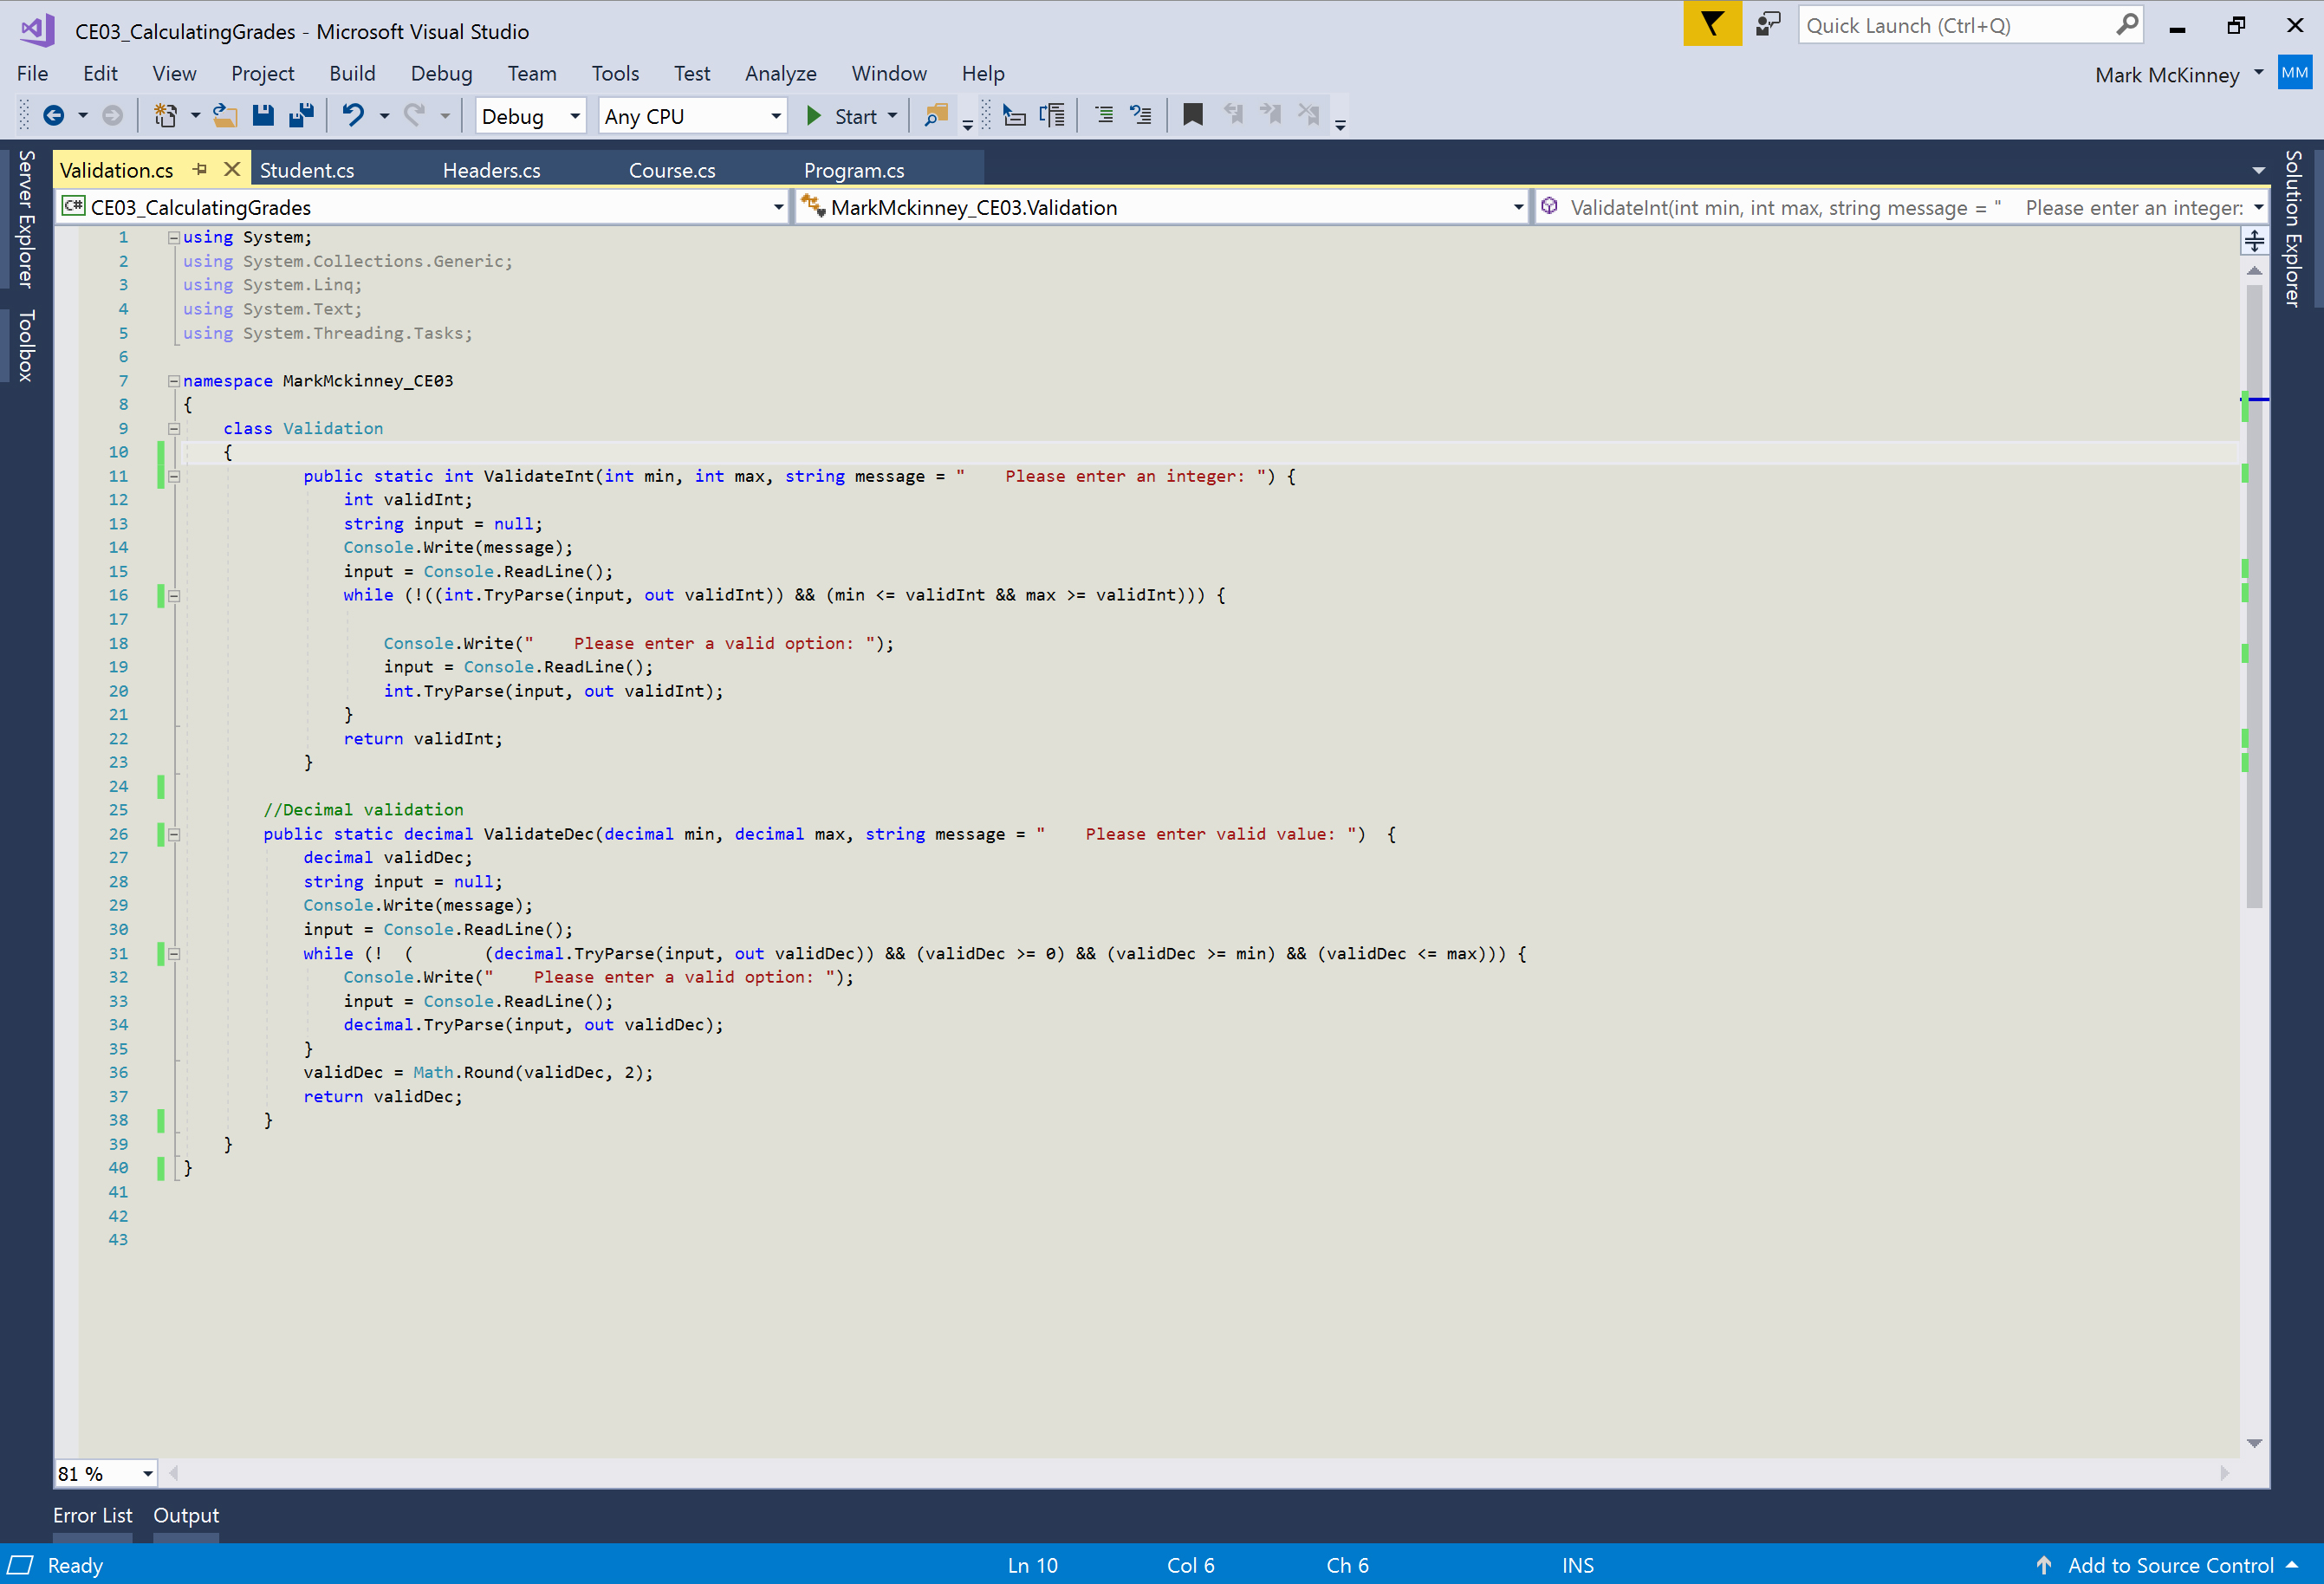 CE03_CalculatingGrades - Microsoft Visual Studio
Quick Launch (Ctrl+Q)
File Edit View Project Build Debug Team Tools Test Analyze Window Help
Mark McKinney MM
Debug Any CPU Start
Server Explorer
Toolbox
Solution Explorer
Validation.cs Student.cs Headers.cs Course.cs Program.cs
C# CE03_CalculatingGrades MarkMckinney_CE03.Validation ValidateInt(int min, int max, string message = "    Please enter an integer:
1 using System;
2 using System.Collections.Generic;
3 using System.Linq;
4 using System.Text;
5 using System.Threading.Tasks;
6
7 namespace MarkMckinney_CE03
8 {
9     class Validation
10     {
11             public static int ValidateInt(int min, int max, string message = "    Please enter an integer: ") {
12                 int validInt;
13                 string input = null;
14                 Console.Write(message);
15                 input = Console.ReadLine();
16                 while (!((int.TryParse(input, out validInt)) && (min <= validInt && max >= validInt))) {
17
18                     Console.Write("    Please enter a valid option: ");
19                     input = Console.ReadLine();
20                     int.TryParse(input, out validInt);
21                 }
22                 return validInt;
23             }
24
25         //Decimal validation
26         public static decimal ValidateDec(decimal min, decimal max, string message = "    Please enter valid value: ")  {
27             decimal validDec;
28             string input = null;
29             Console.Write(message);
30             input = Console.ReadLine();
31             while (!  (       (decimal.TryParse(input, out validDec)) && (validDec >= 0) && (validDec >= min) && (validDec <= max))) {
32                 Console.Write("    Please enter a valid option: ");
33                 input = Console.ReadLine();
34                 decimal.TryParse(input, out validDec);
35             }
36             validDec = Math.Round(validDec, 2);
37             return validDec;
38         }
39     }
40 }
41
42
43
81 %
Error List Output
Ready Ln 10 Col 6 Ch 6 INS Add to Source Control